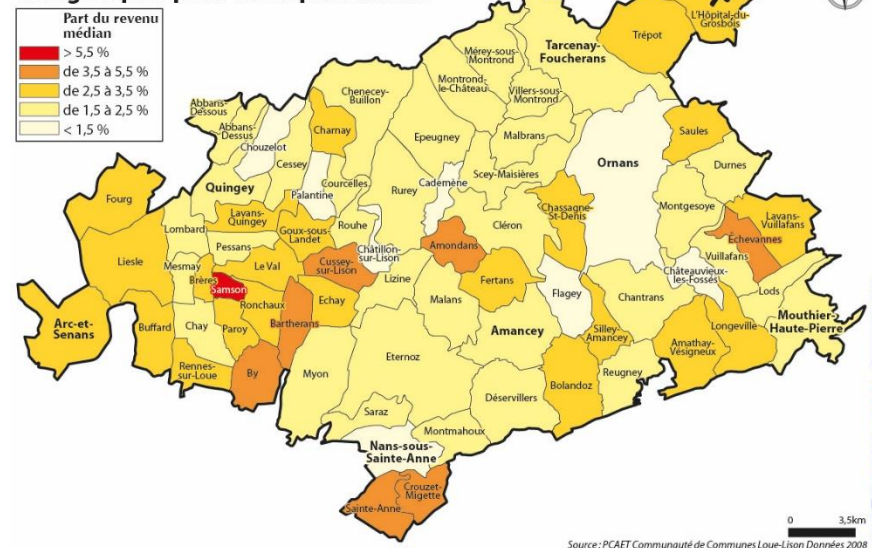 Part du revenu
médian
> 5,5 %
de 3,5 à 5,5 %
de 2,5 à 3,5 %
de 1,5 à 2,5 %
< 1,5 %
L'Hôpital-du-
Grosbois
Trépot
Tarcenay-
Foucherans
Mérey-sous-
Montrond
Montrond-
le-Château
Villers-sous-
Montrond
Chenecey-
Buillon
Abbans-
Dessous
Abbans-
Dessus
Charnay
Chouzelot
Epeugney
Malbrans
Saules
Cessey
Ornans
Durnes
Courcelles
Cademène
Scey-Maisières
Quingey
Palantine
Rurey
Fourg
Montgesoye
Chassagne-
St-Denis
Lavans-
Quingey
Lavans-
Vuillafans
Goux-sous-
Landet
Rouhe
Cléron
Lombard
Échevannes
Pessans
Amondans
Châtillon-
sur-Lison
Vuillafans
Liesle
Mesmay
Le Val
Cussey-
sur-Lison
Châteauvieux-
les-Fossés
Brères
Samson
Lizine
Fertans
Lods
Ronchaux
Echay
Malans
Flagey
Chantrans
Mouthier-
Haute-Pierre
Arc-et-
Senans
Buffard
Chay
Paroy
Bartherans
Amancey
Silley-
Amancey
Longeville
Amathay-
Vésigneux
Eternoz
Rennes-
sur-Loue
By
Myon
Bolandoz
Reugney
Déservillers
Saraz
Montmahoux
Nans-sous-
Sainte-Anne
Crouzet-
Migette
Sainte-Anne
0 3,5km
Source : PCAET Communauté de Communes Loue-Lison Données 2008